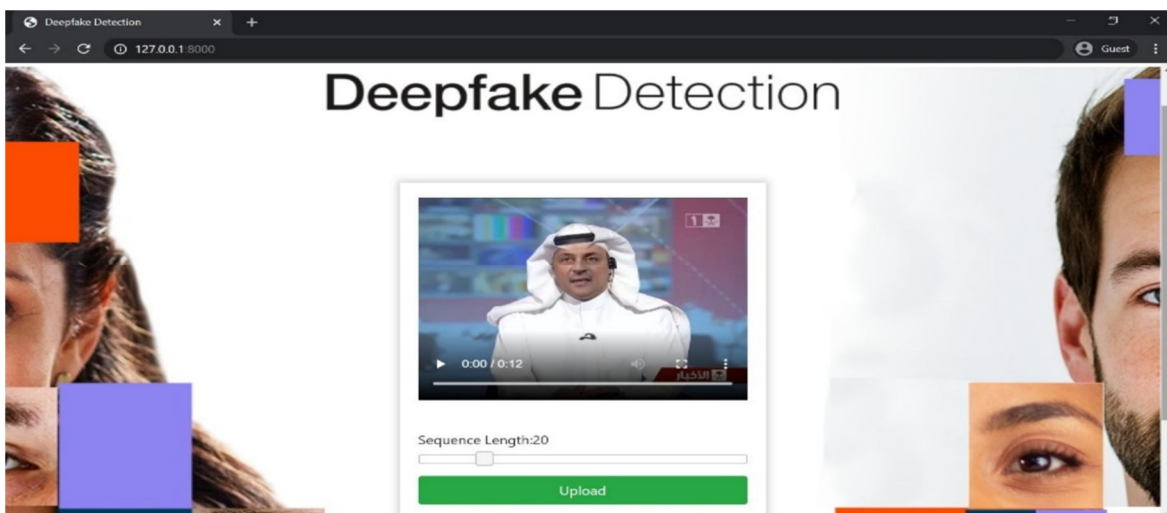 Deepfake Detection
127.0.0.1:8000
Guest
Deepfake Detection
1
0:00 / 0:12
الأخبار
Sequence Length:20
Upload